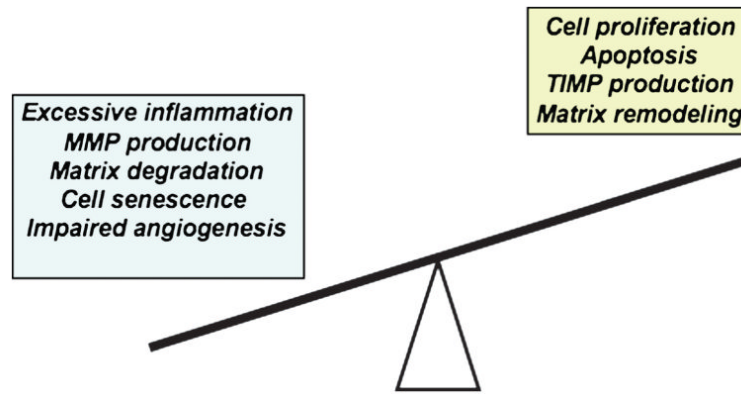 Excessive inflammation
MMP production
Matrix degradation
Cell senescence
Impaired angiogenesis
Cell proliferation
Apoptosis
TIMP production
Matrix remodeling